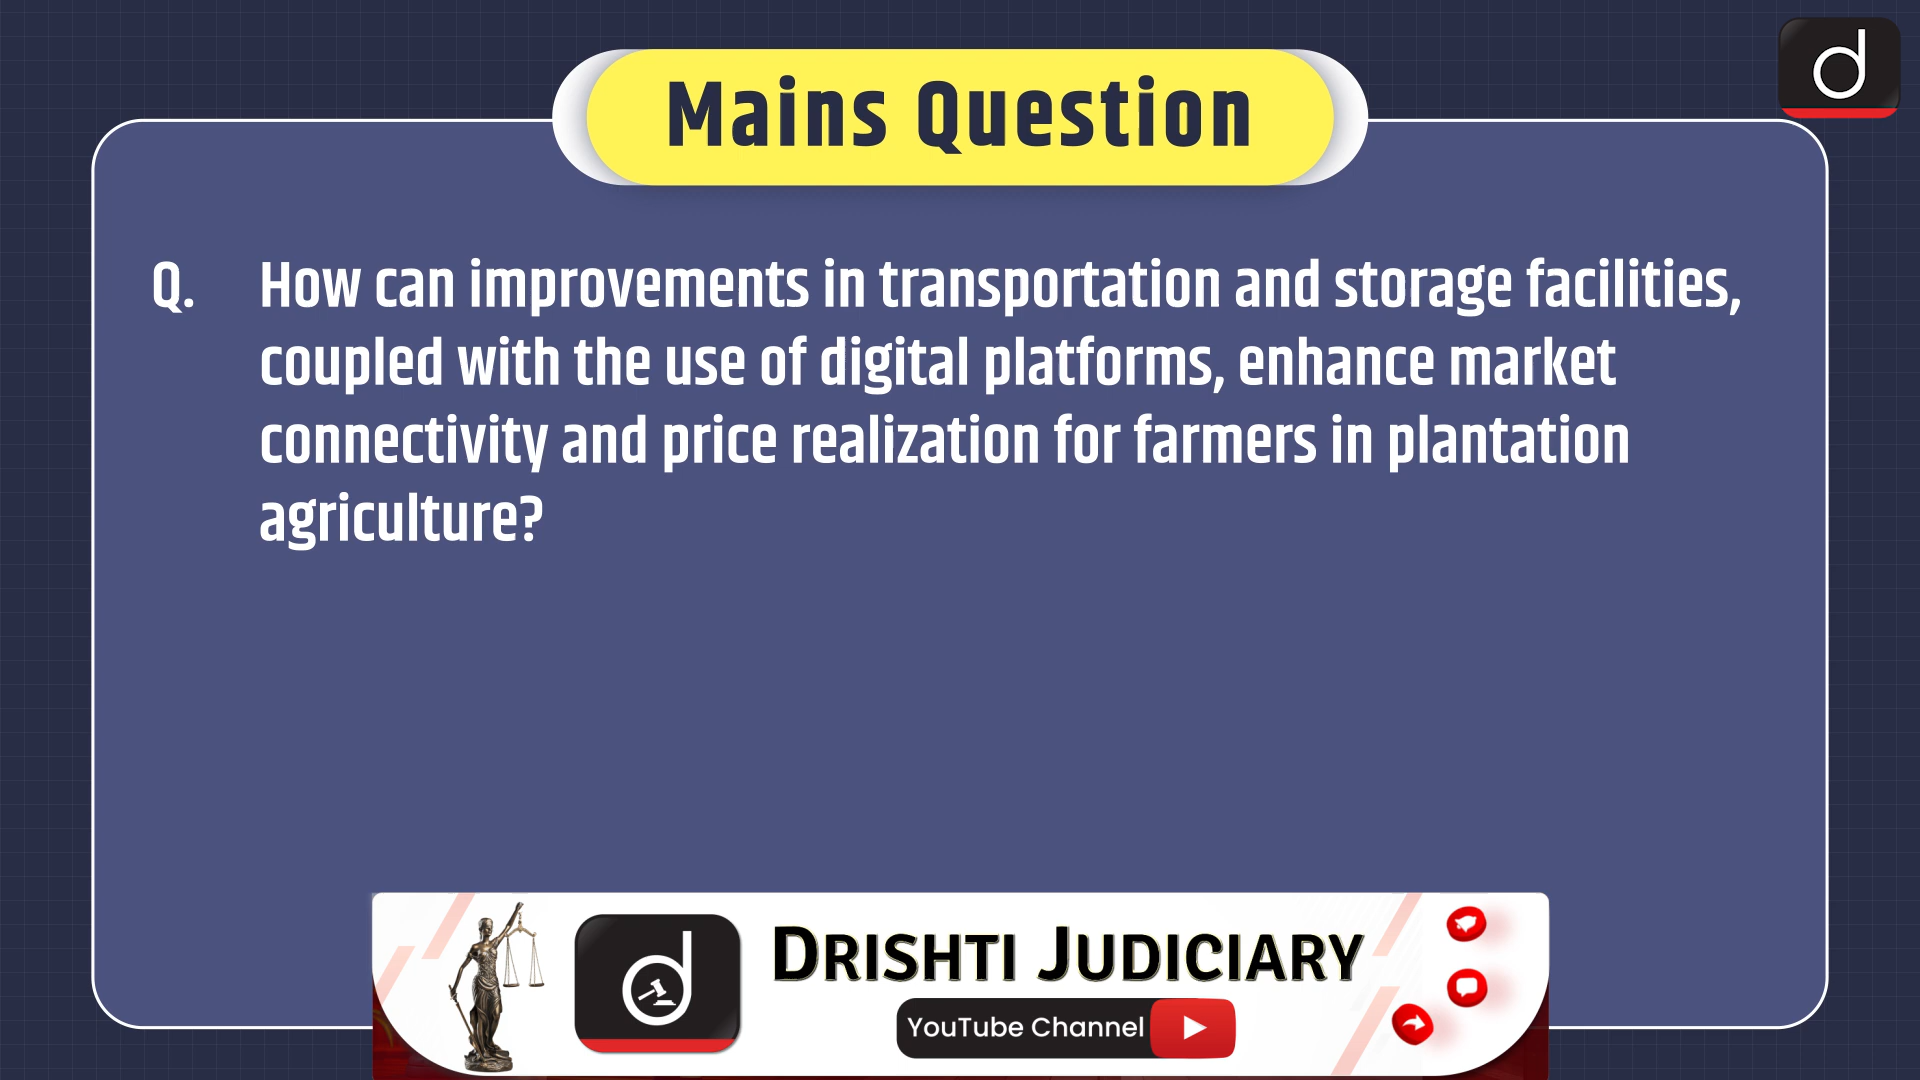 Mains Question
Q. How can improvements in transportation and storage facilities,
coupled with the use of digital platforms, enhance market
connectivity and price realization for farmers in plantation
agriculture?
DRISHTI JUDICIARY
YouTube Channel